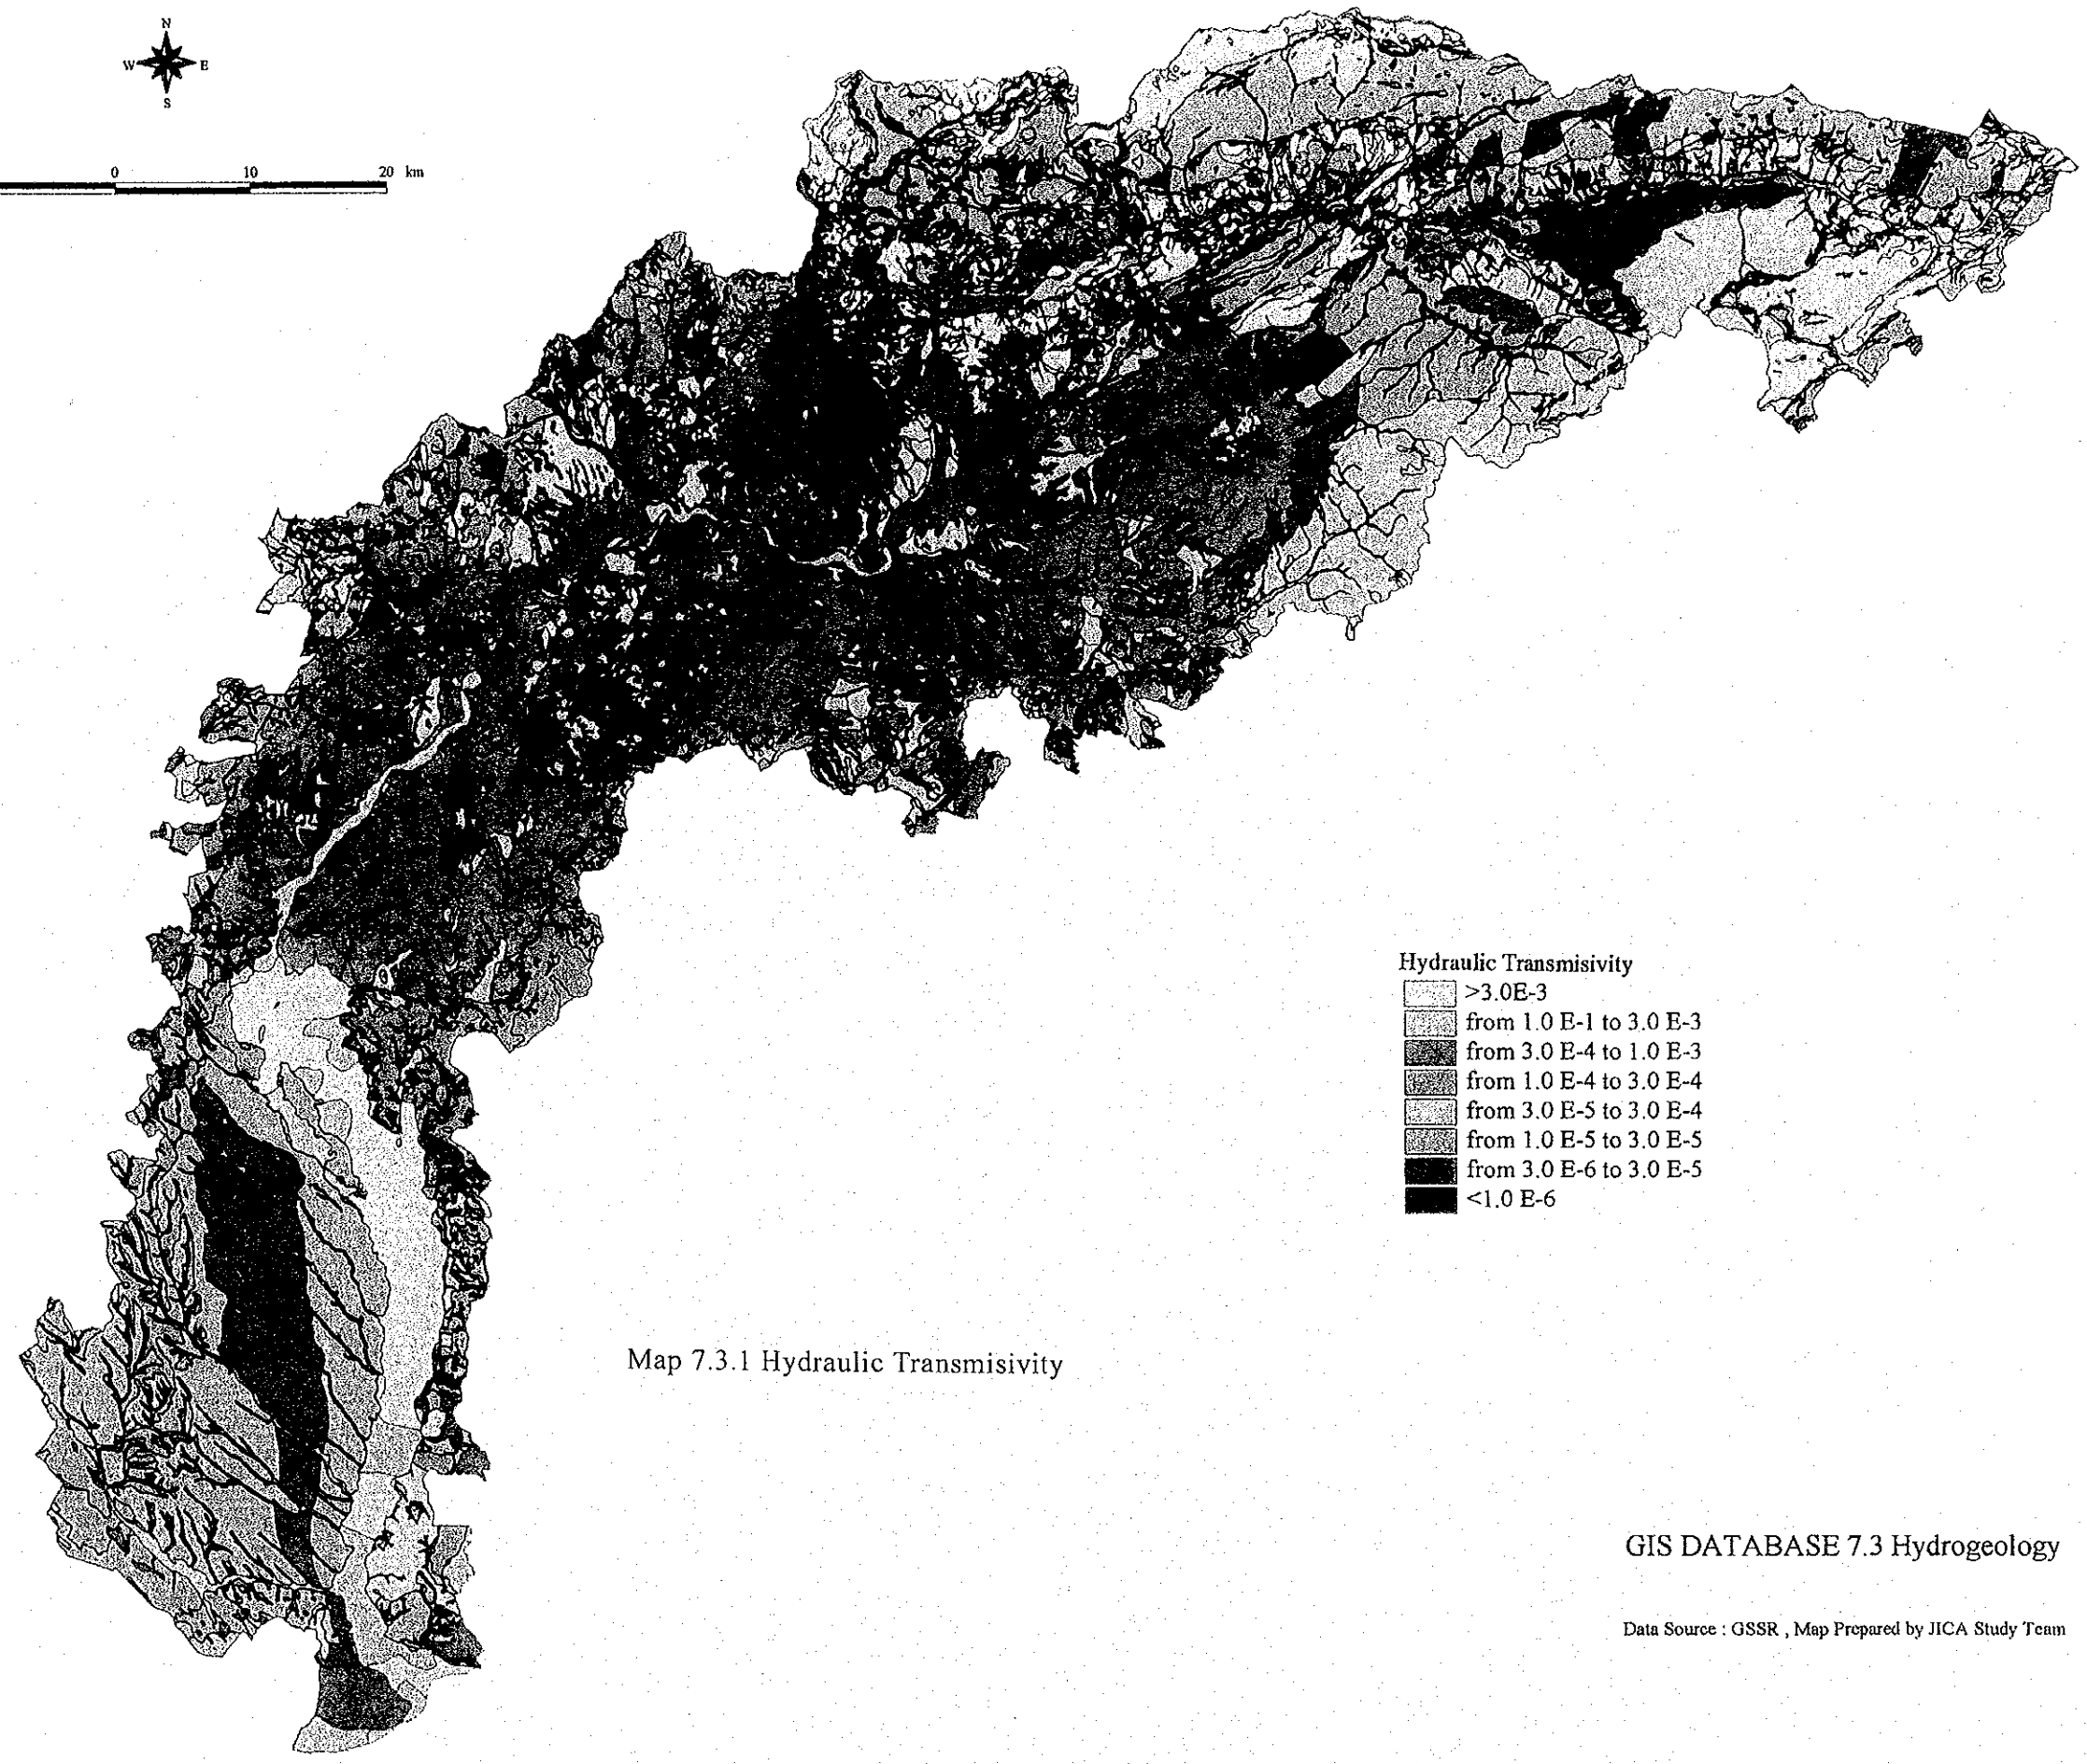 N
W E
S
0 10 20 km
Hydraulic Transmisivity
>3.0E-3
from 1.0 E-1 to 3.0 E-3
from 3.0 E-4 to 1.0 E-3
from 1.0 E-4 to 3.0 E-4
from 3.0 E-5 to 3.0 E-4
from 1.0 E-5 to 3.0 E-5
from 3.0 E-6 to 3.0 E-5
<1.0 E-6
Map 7.3.1 Hydraulic Transmisivity
GIS DATABASE 7.3 Hydrogeology
Data Source : GSSR , Map Prepared by JICA Study Team